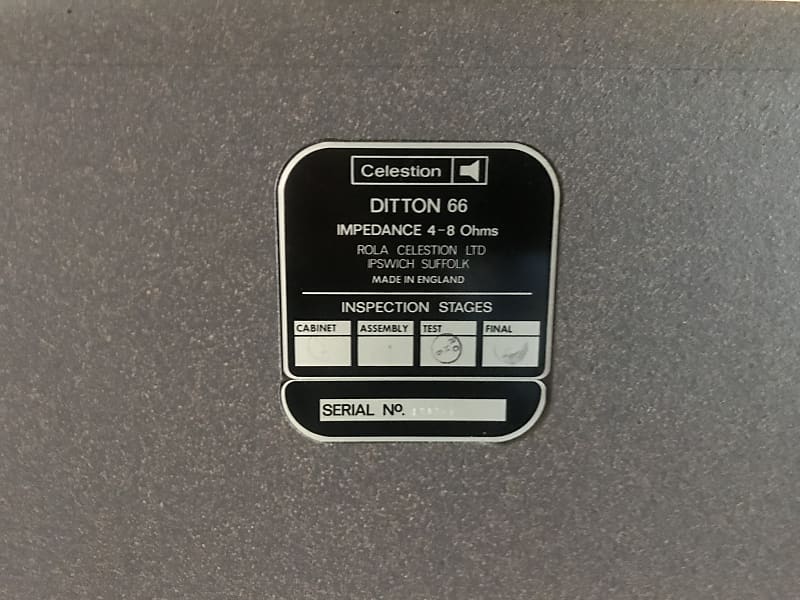 Celestion
DITTON 66
IMPEDANCE 4-8 Ohms
ROLA CELESTION LTD
IPSWICH SUFFOLK
MADE IN ENGLAND
INSPECTION STAGES
CABINET ASSEMBLY TEST FINAL
SERIAL No.